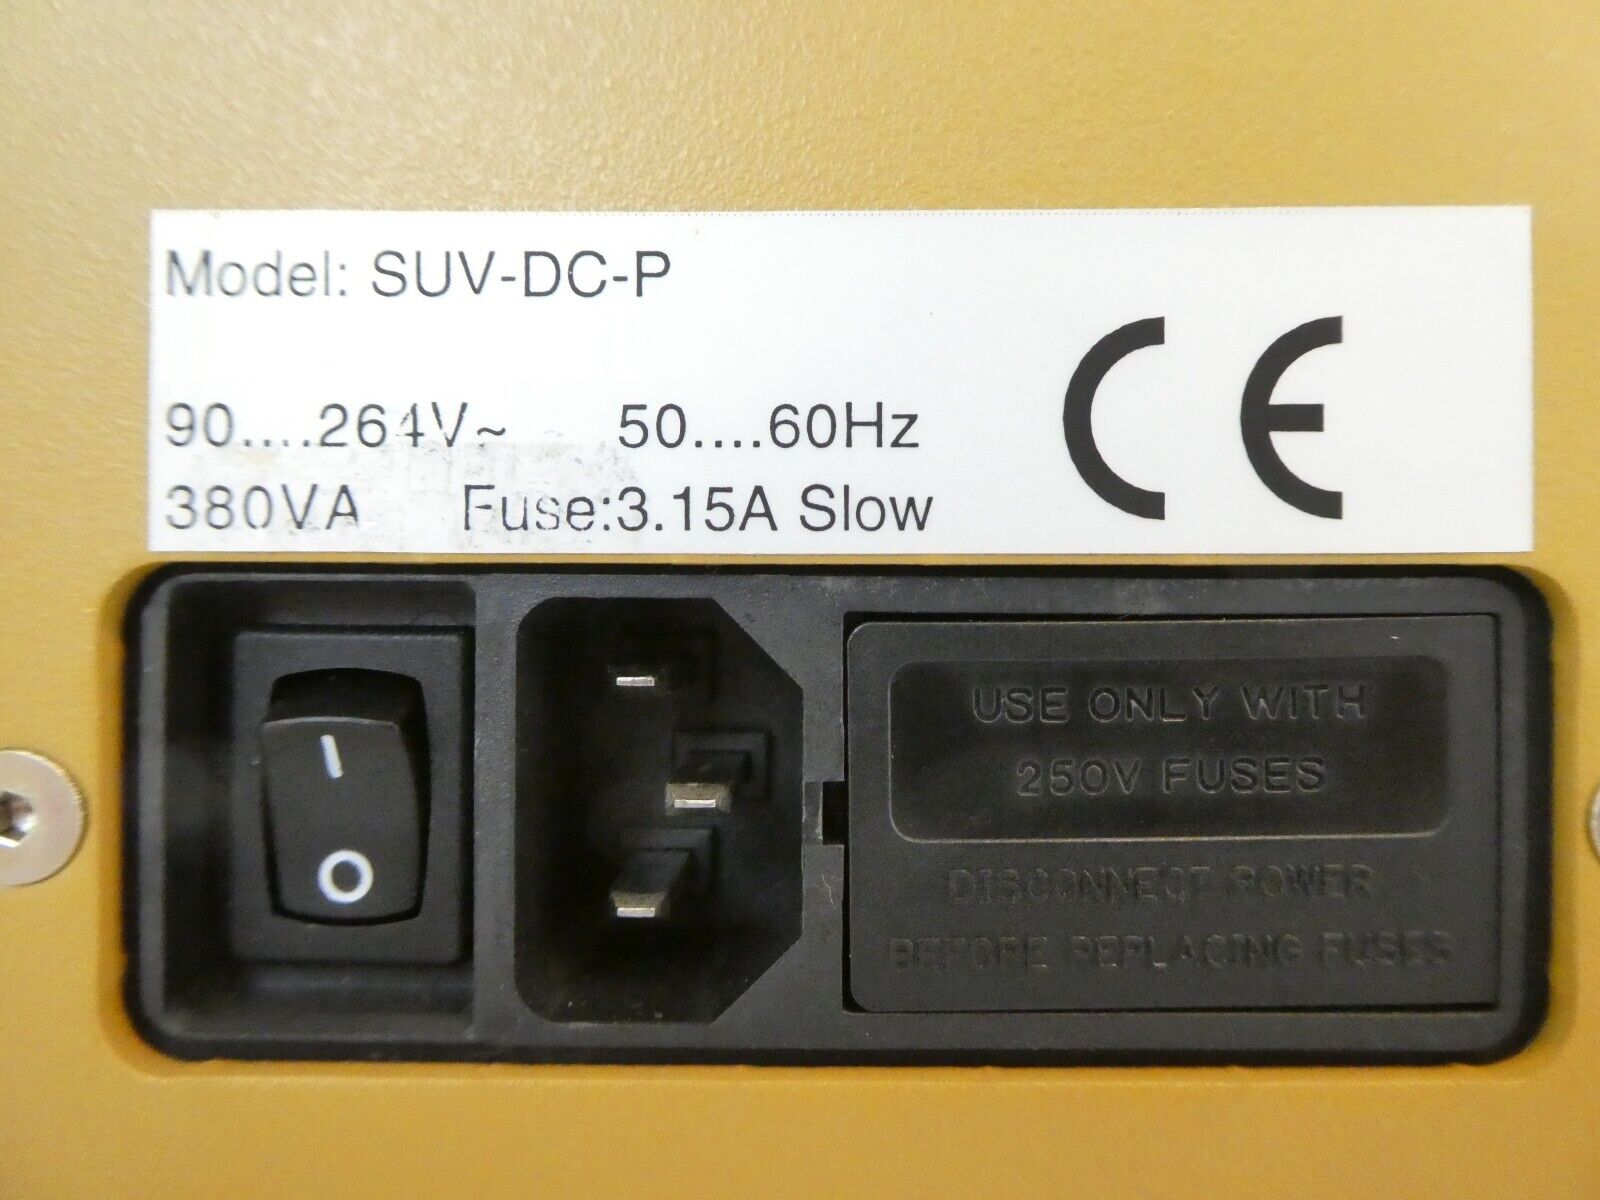 Model: SUV-DC-P
90....264V~ 50....60Hz
380VA Fuse:3.15A Slow
CE
I
O
USE ONLY WITH
250V FUSES
DISCONNECT POWER
BEFORE REPLACING FUSES